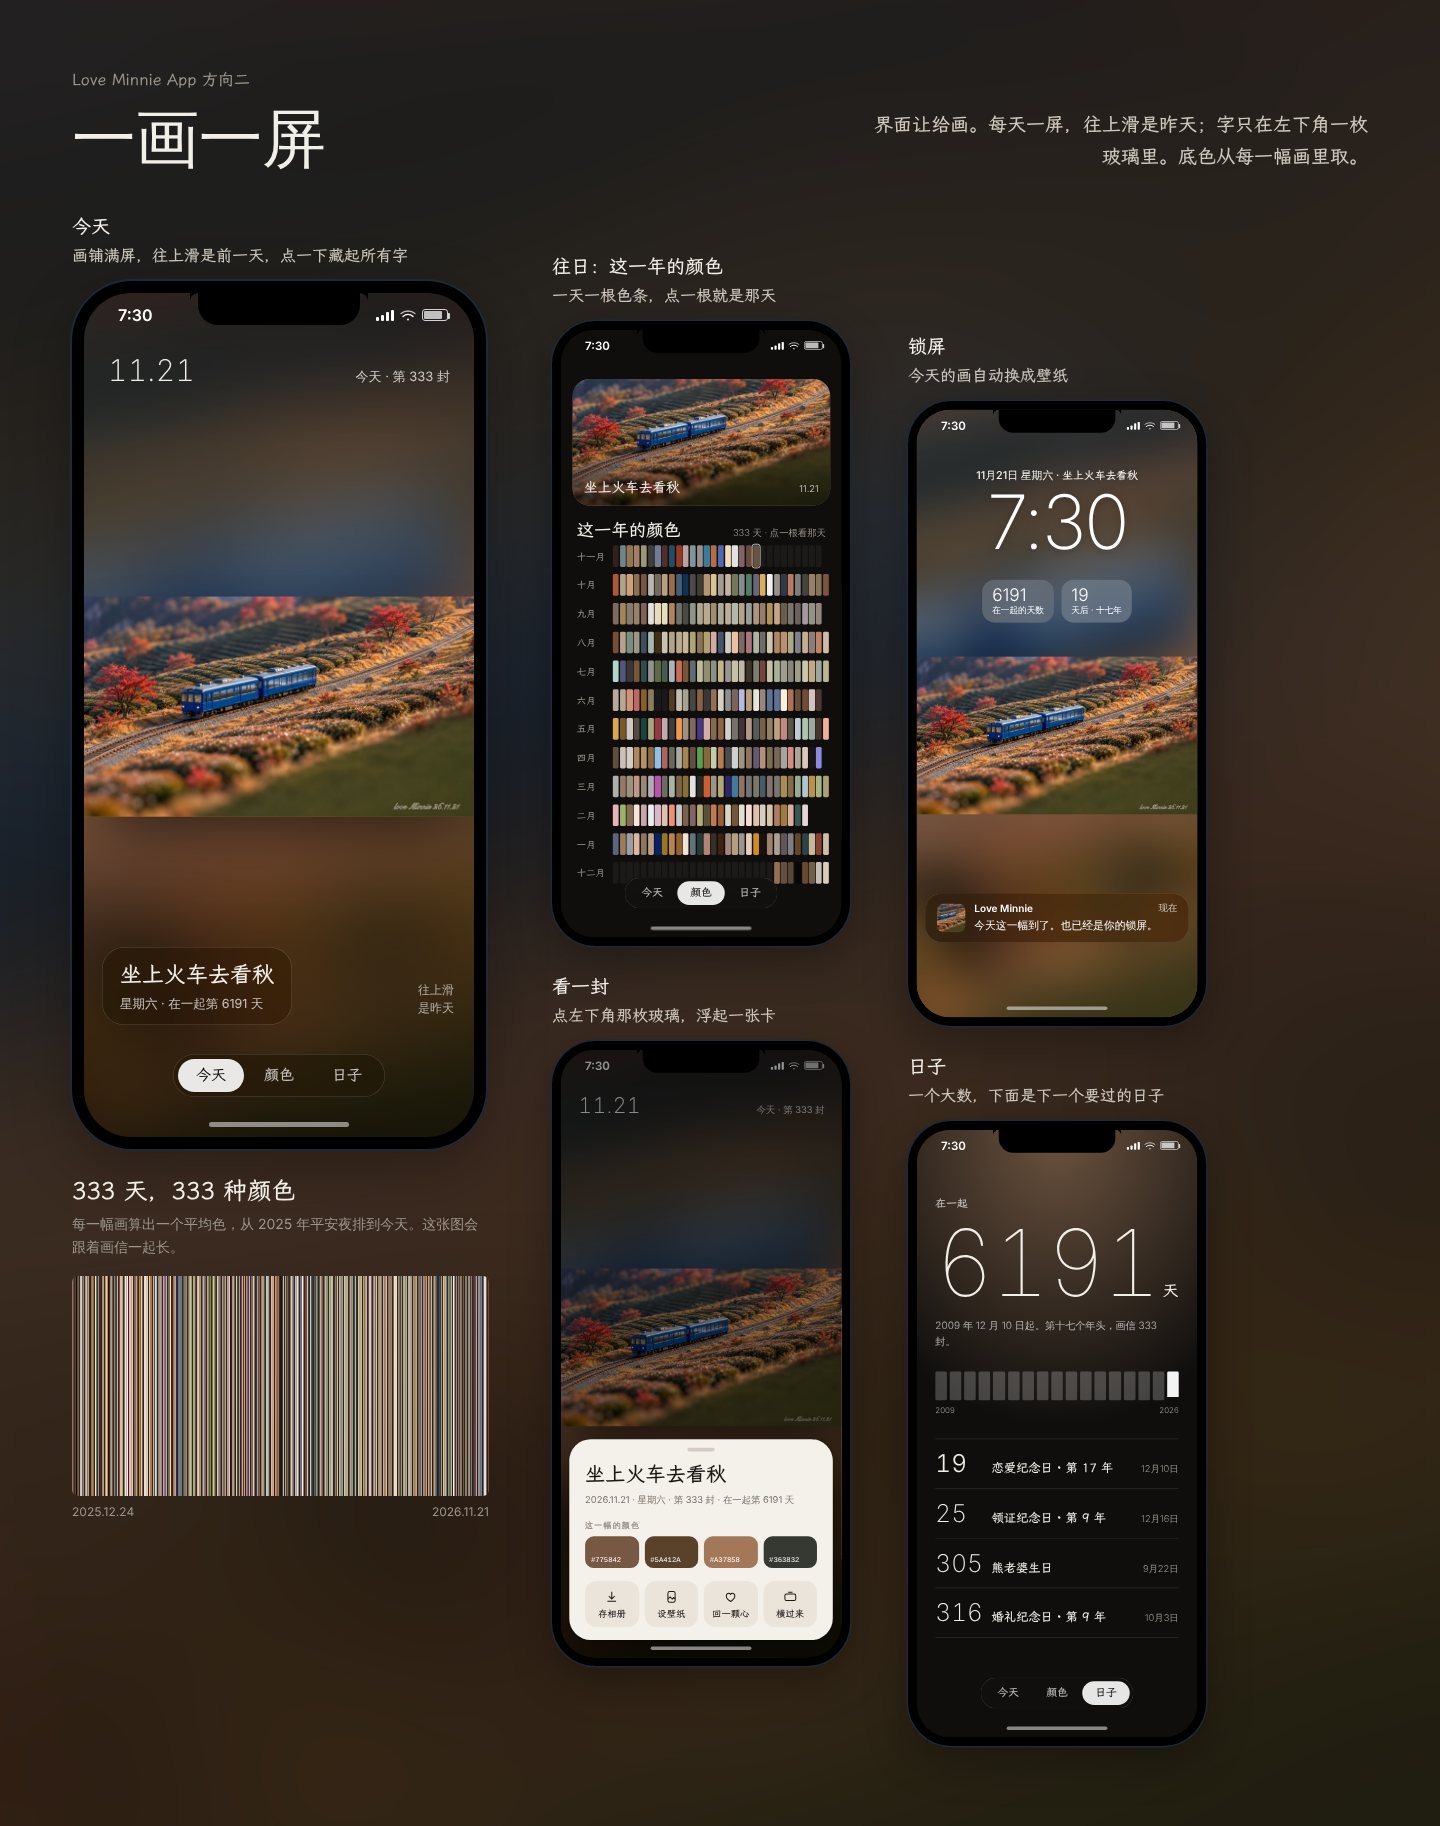 Love Minnie App 方向二
一画一屏
界面让给画。每天一屏，往上滑是昨天；字只在左下角一枚
玻璃里。底色从每一幅画里取。
今天
画铺满屏，往上滑是前一天，点一下藏起所有字
7:30
11.21
今天 · 第 333 封
love Minnie 26.11.21
坐上火车去看秋
星期六 · 在一起第 6191 天
往上滑
是昨天
今天 颜色 日子
333 天，333 种颜色
每一幅画算出一个平均色，从 2025 年平安夜排到今天。这张图会
跟着画信一起长。
2025.12.24
2026.11.21
往日：这一年的颜色
一天一根色条，点一根就是那天
7:30
坐上火车去看秋
11.21
这一年的颜色
333 天 · 点一根看那天
十一月
十月
九月
八月
七月
六月
五月
四月
三月
二月
一月
十二月
今天 颜色 日子
看一封
点左下角那枚玻璃，浮起一张卡
7:30
11.21
今天 · 第 333 封
love Minnie 26.11.21
坐上火车去看秋
2026.11.21 · 星期六 · 第 333 封 · 在一起第 6191 天
这一幅的颜色
#775842 #5A412A #A37858 #363832
存相册 设壁纸 回一颗心 横过来
锁屏
今天的画自动换成壁纸
7:30
11月21日 星期六 · 坐上火车去看秋
7:30
6191
在一起的天数
19
天后 · 十七年
love Minnie 26.11.21
Love Minnie
现在
今天这一幅到了。也已经是你的锁屏。
日子
一个大数，下面是下一个要过的日子
7:30
在一起
6191 天
2009 年 12 月 10 日起。第十七个年头，画信 333
封。
2009
2026
19 恋爱纪念日 · 第 17 年 12月10日
25 领证纪念日 · 第 9 年 12月16日
305 熊老婆生日 9月22日
316 婚礼纪念日 · 第 9 年 10月3日
今天 颜色 日子